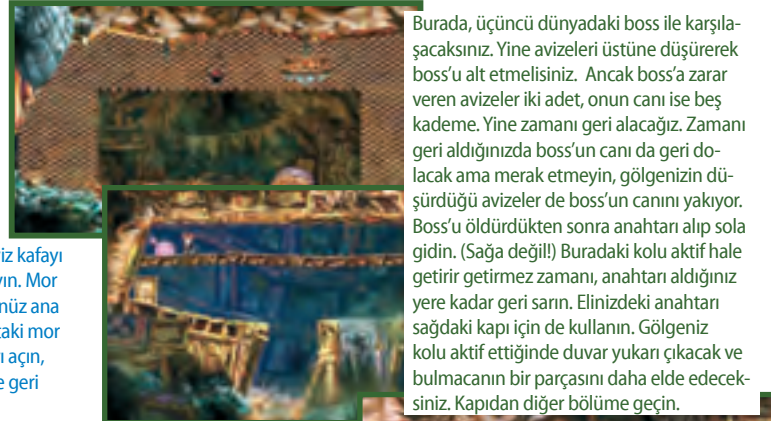 Burada, üçüncü dünyadaki boss ile karşıla-
şacaksınız. Yine avizeleri üstüne düşürerek
boss'u alt etmelisiniz. Ancak boss'a zarar
veren avizeler iki adet, onun canı ise beş
kademe. Yine zamanı geri alacağız. Zamanı
geri aldığınızda boss'un canı da geri do-
lacak ama merak etmeyin, gölgenizin dü-
şürdüğü avizeler de boss'un canını yakıyor.
Boss'u öldürdükten sonra anahtarı alıp sola
gidin. (Sağa değil!) Buradaki kolu aktif hale
getirir getirmez zamanı, anahtarı aldığınız
yere kadar geri sarın. Elinizdeki anahtarı
sağdaki kapı için de kullanın. Gölgeniz
kolu aktif ettiğinde duvar yukarı çıkacak ve
bulmacanın bir parçasını daha elde edecek-
siniz. Kapıdan diğer bölüme geçin.
iz kafayı
yın. Mor
nüz ana
taki mor
ı açın,
e geri